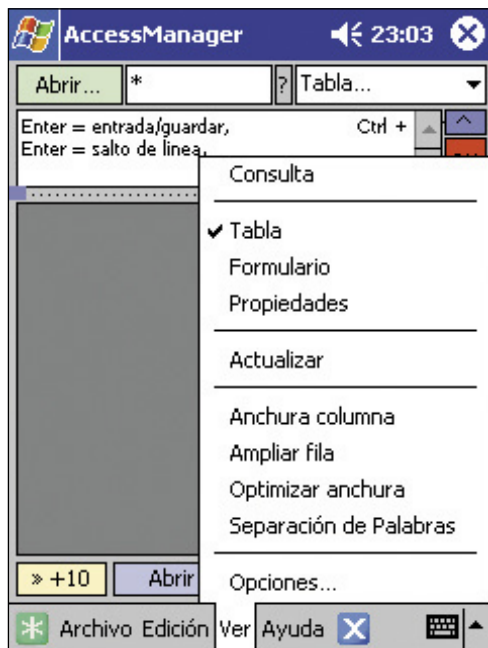 AccessManager 23:03
Abrir... * ? Tabla...
Enter = entrada/guardar, Ctrl +
Enter = salto de linea,
Consulta
Tabla
Formulario
Propiedades
Actualizar
Anchura columna
Ampliar fila
Optimizar anchura
Separación de Palabras
Opciones...
» +10 Abrir
Archivo Edición Ver Ayuda